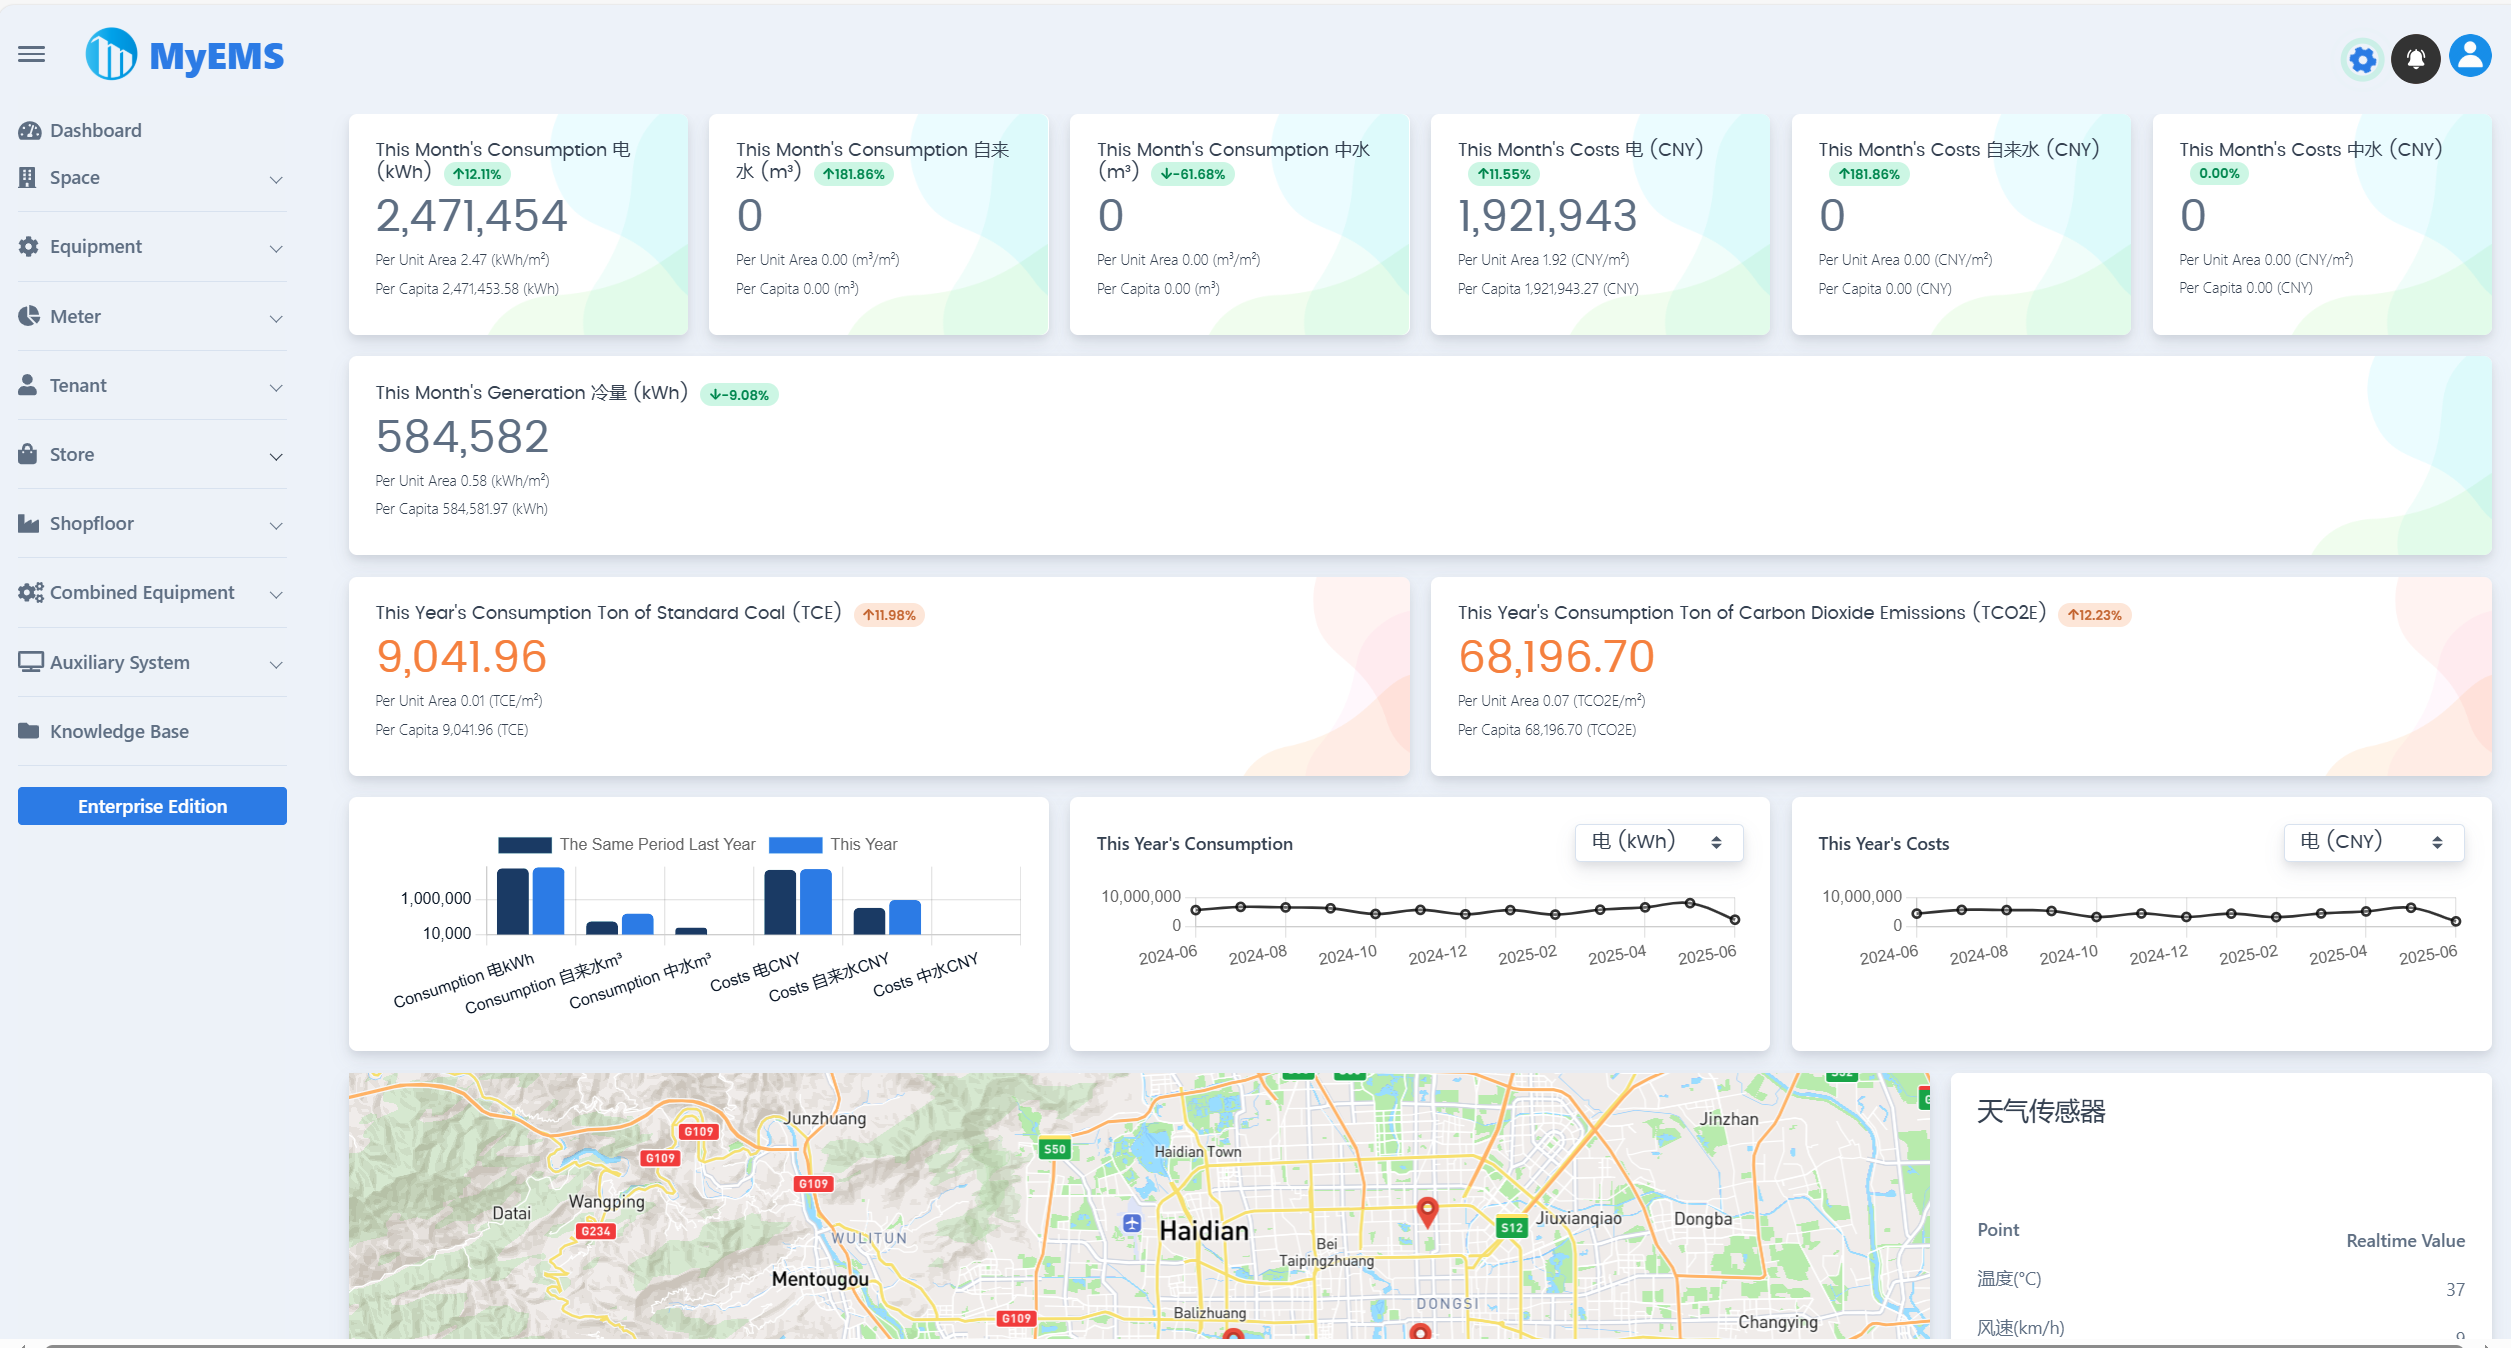 MyEMS
Dashboard
Space
Equipment
Meter
Tenant
Store
Shopfloor
Combined Equipment
Auxiliary System
Knowledge Base
Enterprise Edition
This Month's Consumption 电
(kWh) ↑12.11%
2,471,454
Per Unit Area 2.47 (kWh/m²)
Per Capita 2,471,453.58 (kWh)
This Month's Consumption 自来
水 (m³) ↑181.86%
0
Per Unit Area 0.00 (m³/m²)
Per Capita 0.00 (m³)
This Month's Consumption 中水
(m³) ↓-61.68%
0
Per Unit Area 0.00 (m³/m²)
Per Capita 0.00 (m³)
This Month's Costs 电 (CNY)
↑11.55%
1,921,943
Per Unit Area 1.92 (CNY/m²)
Per Capita 1,921,943.27 (CNY)
This Month's Costs 自来水 (CNY)
↑181.86%
0
Per Unit Area 0.00 (CNY/m²)
Per Capita 0.00 (CNY)
This Month's Costs 中水 (CNY)
0.00%
0
Per Unit Area 0.00 (CNY/m²)
Per Capita 0.00 (CNY)
This Month's Generation 冷量 (kWh) ↓-9.08%
584,582
Per Unit Area 0.58 (kWh/m²)
Per Capita 584,581.97 (kWh)
This Year's Consumption Ton of Standard Coal (TCE) ↑11.98%
9,041.96
Per Unit Area 0.01 (TCE/m²)
Per Capita 9,041.96 (TCE)
This Year's Consumption Ton of Carbon Dioxide Emissions (TCO2E) ↑12.23%
68,196.70
Per Unit Area 0.07 (TCO2E/m²)
Per Capita 68,196.70 (TCO2E)
The Same Period Last Year This Year
1,000,000
10,000
Consumption 电kWh
Consumption 自来水m³
Consumption 中水m³
Costs 电CNY
Costs 自来水CNY
Costs 中水CNY
This Year's Consumption
电 (kWh)
10,000,000
0
2024-06 2024-08 2024-10 2024-12 2025-02 2025-04 2025-06
This Year's Costs
电 (CNY)
10,000,000
0
2024-06 2024-08 2024-10 2024-12 2025-02 2025-04 2025-06
Junzhuang
Jinzhan
G109
S50
Haidian Town
G109
G109
Wangping
Datai
G234
Haidian
S12
Jiuxianqiao
Dongba
WULITUN
Bei
Taipingzhuang
Mentougou
DONGSI
Balizhuang
G109
Changying
天气传感器
Point
Realtime Value
温度(℃)
37
风速(km/h)